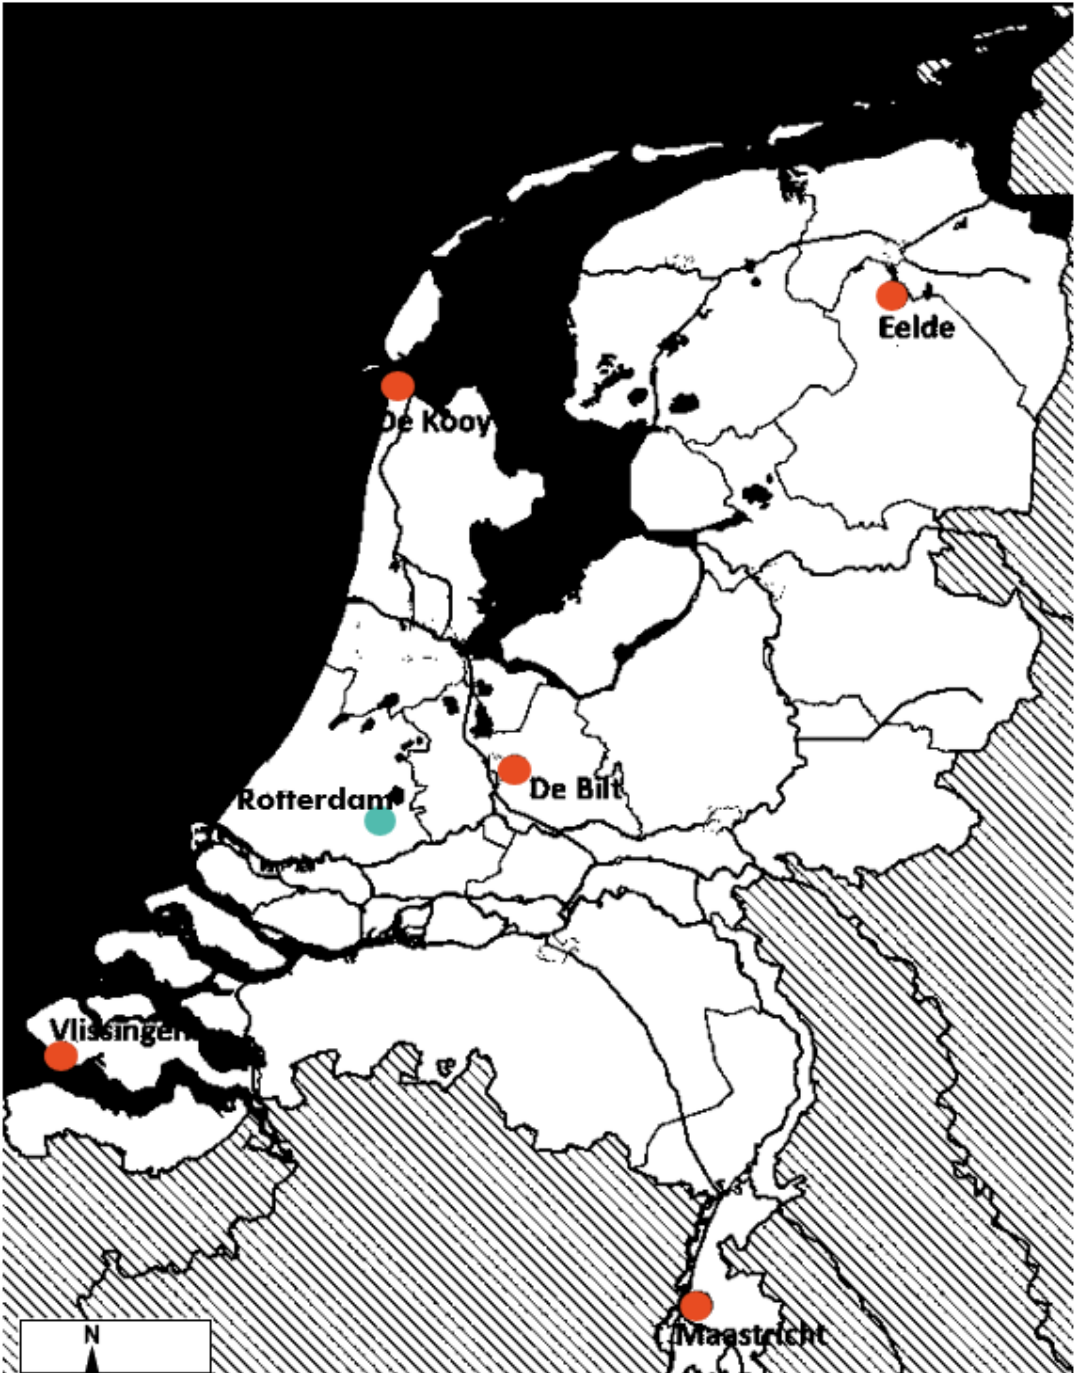 Eelde
De Kooy
De Bilt
Rotterdam
Vlissingen
N
Maastricht